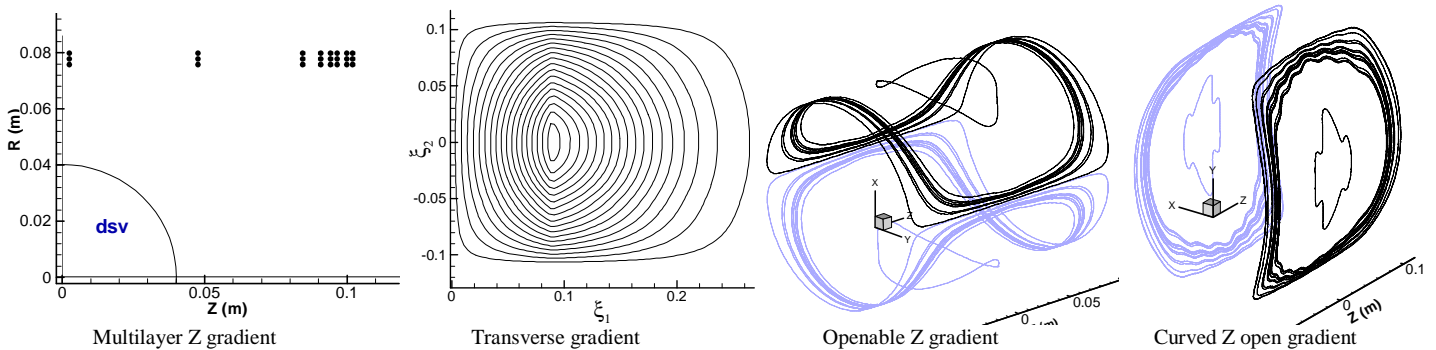 0.08
0.06
0.04
0.02
0
R (m)
dsv
0 0.05 0.1
Z (m)
Multilayer Z gradient
0.1
0.05
0
-0.05
-0.1
ξ2
0 0.1 0.2
ξ1
Transverse gradient
X
Z
Y
0 (m) 0.05
Openable Z gradient
Y
X Z
0 0.1
Z (m)
Curved Z open gradient